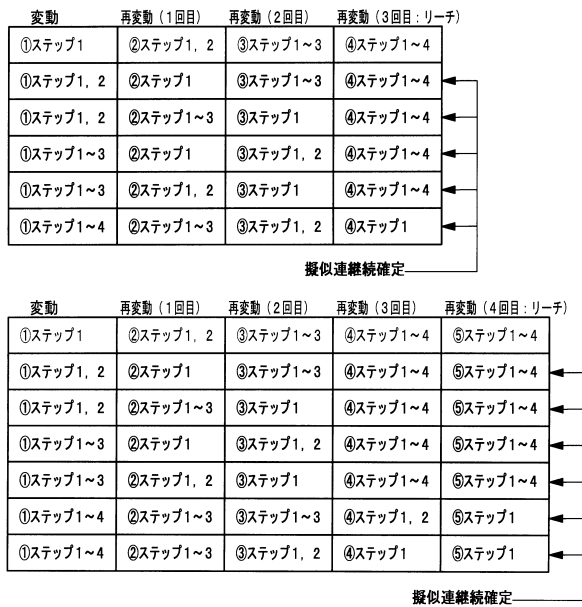 変動 再変動（1回目） 再変動（2回目） 再変動（3回目：リーチ）
①ステップ1 ②ステップ1, 2 ③ステップ1～3 ④ステップ1～4
①ステップ1, 2 ②ステップ1 ③ステップ1～3 ④ステップ1～4
①ステップ1, 2 ②ステップ1～3 ③ステップ1 ④ステップ1～4
①ステップ1～3 ②ステップ1 ③ステップ1, 2 ④ステップ1～4
①ステップ1～3 ②ステップ1, 2 ③ステップ1 ④ステップ1～4
①ステップ1～4 ②ステップ1～3 ③ステップ1, 2 ④ステップ1
擬似連継続確定
変動 再変動（1回目） 再変動（2回目） 再変動（3回目） 再変動（4回目：リーチ）
①ステップ1 ②ステップ1, 2 ③ステップ1～3 ④ステップ1～4 ⑤ステップ1～4
①ステップ1, 2 ②ステップ1 ③ステップ1～3 ④ステップ1～4 ⑤ステップ1～4
①ステップ1, 2 ②ステップ1～3 ③ステップ1 ④ステップ1～4 ⑤ステップ1～4
①ステップ1～3 ②ステップ1 ③ステップ1, 2 ④ステップ1～4 ⑤ステップ1～4
①ステップ1～3 ②ステップ1, 2 ③ステップ1 ④ステップ1～4 ⑤ステップ1～4
①ステップ1～4 ②ステップ1～3 ③ステップ1～3 ④ステップ1, 2 ⑤ステップ1
①ステップ1～4 ②ステップ1～3 ③ステップ1, 2 ④ステップ1 ⑤ステップ1
擬似連継続確定